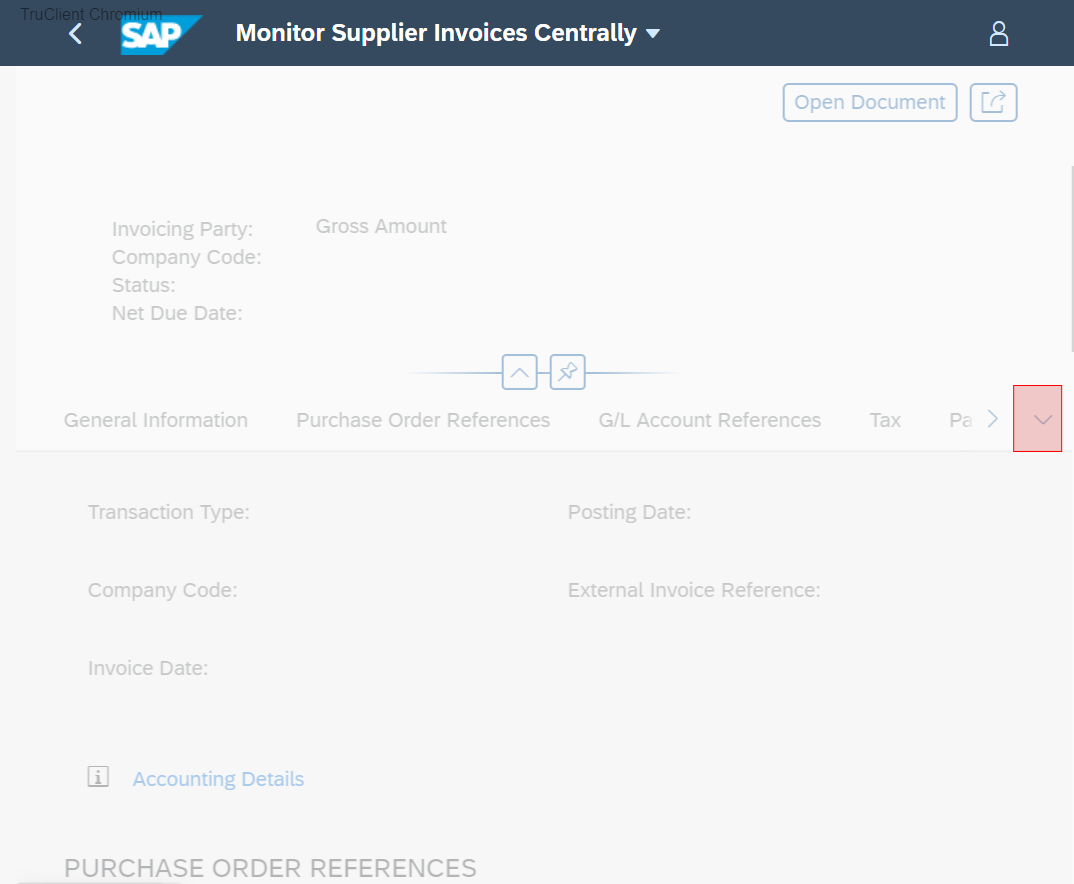 TruClient Chromium
SAP
Monitor Supplier Invoices Centrally
Open Document
Invoicing Party:
Gross Amount
Company Code:
Status:
Net Due Date:
General Information
Purchase Order References
G/L Account References
Tax
Pa
Transaction Type:
Posting Date:
Company Code:
External Invoice Reference:
Invoice Date:
Accounting Details
PURCHASE ORDER REFERENCES